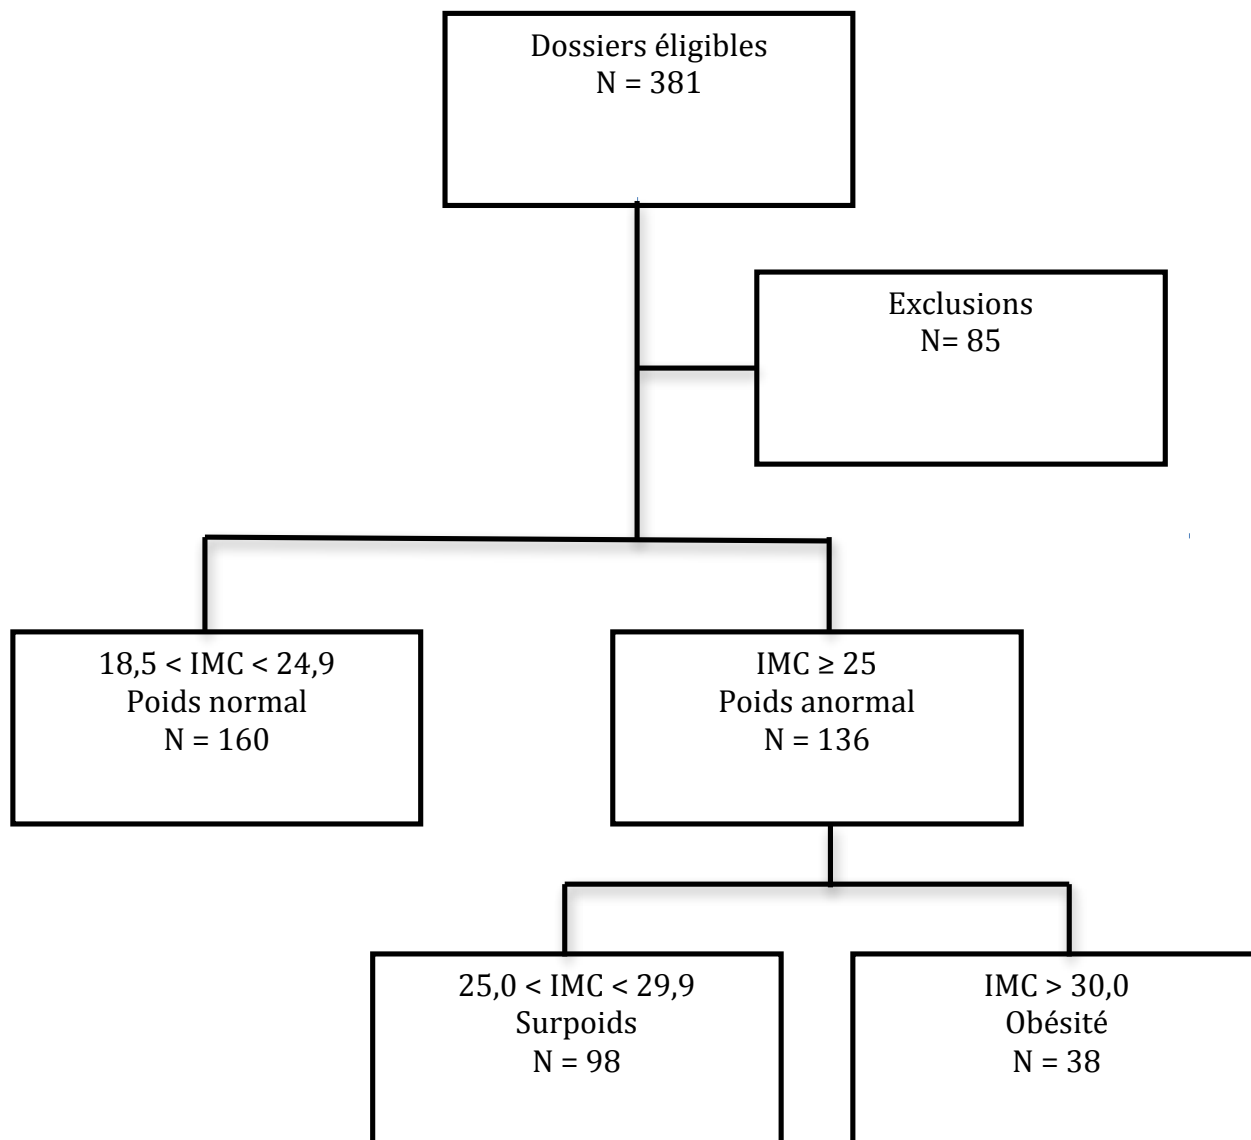 Dossiers éligibles
N = 381
Exclusions
N= 85
18,5 < IMC < 24,9
Poids normal
N = 160
IMC ≥ 25
Poids anormal
N = 136
25,0 < IMC < 29,9
Surpoids
N = 98
IMC > 30,0
Obésité
N = 38